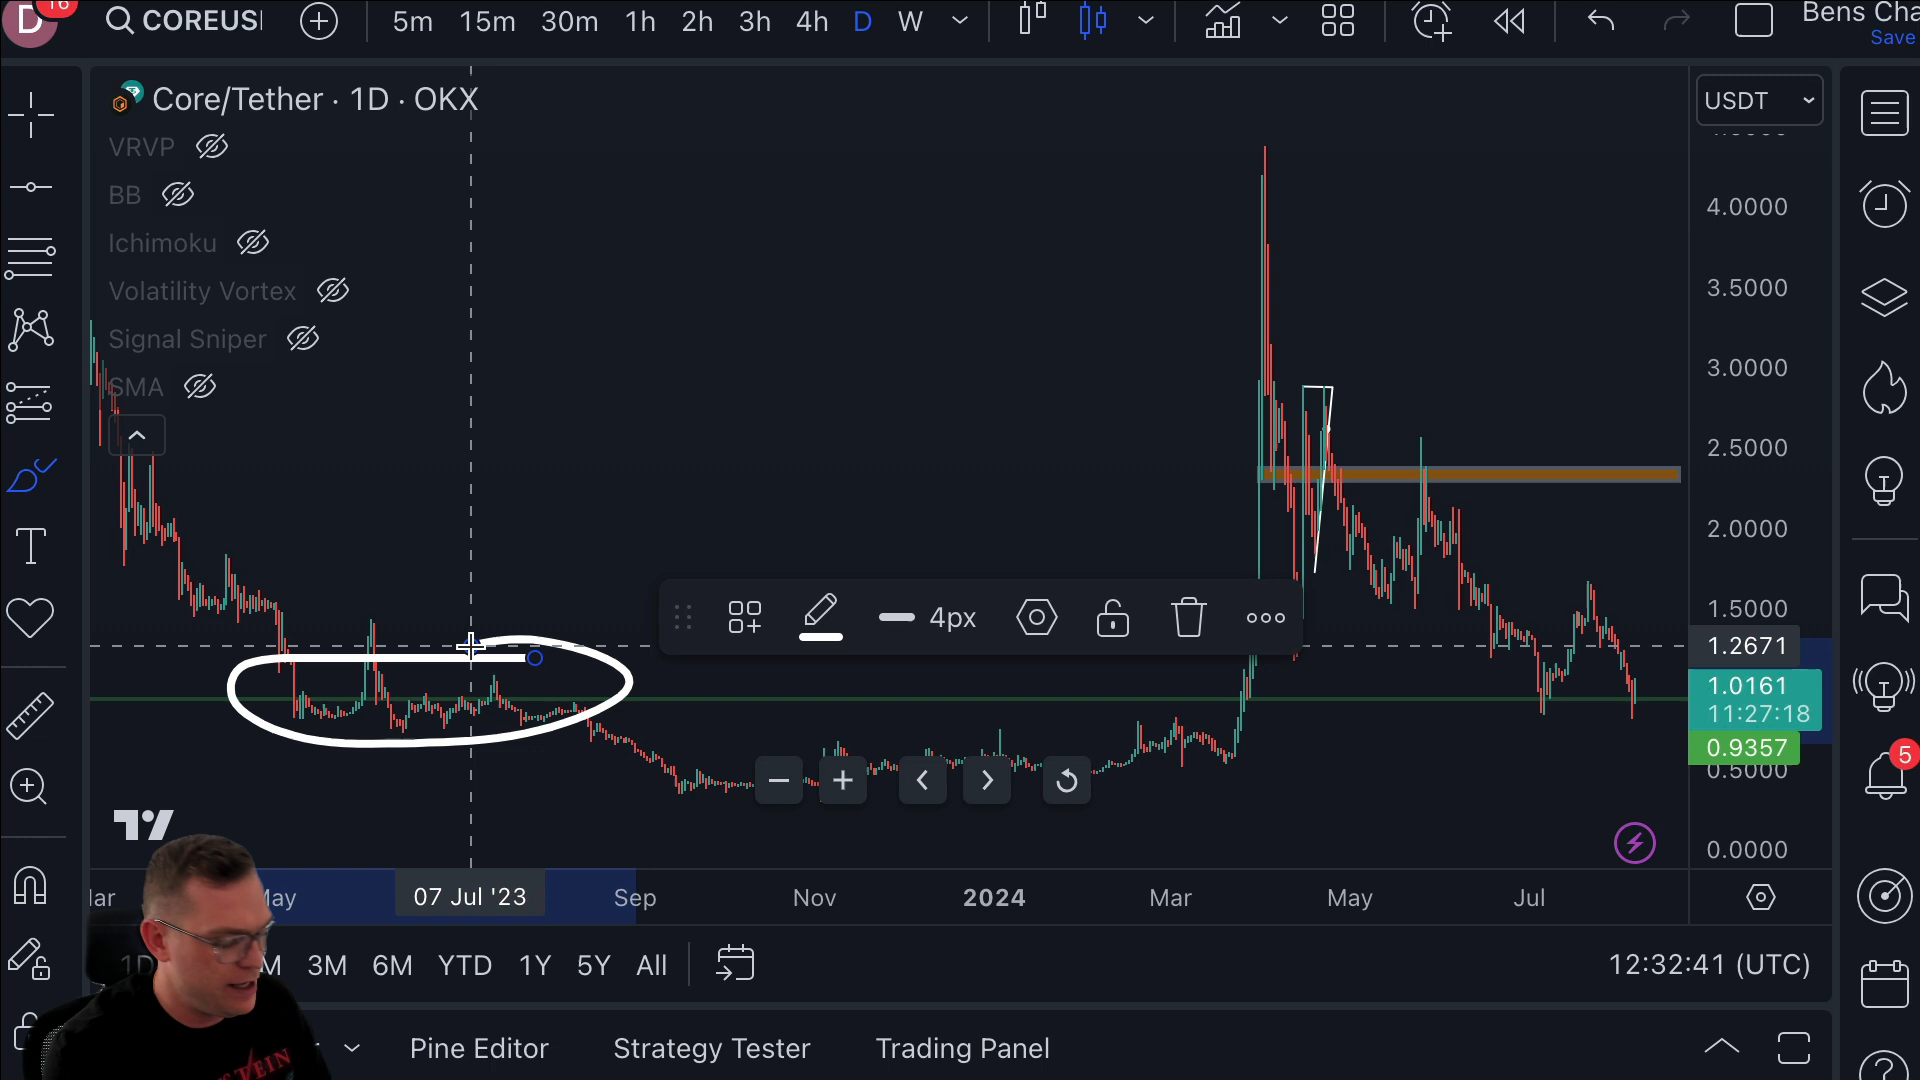 D
16
COREUS
5m 15m 30m 1h 2h 3h 4h D W
Bens Cha
Save
Core/Tether · 1D · OKX
USDT
VRVP
BB
Ichimoku
Volatility Vortex
Signal Sniper
SMA
4.0000
3.5000
3.0000
2.5000
2.0000
1.5000
4px
1.2671
1.0161
11:27:18
0.9357
0.5000
0.0000
5
07 Jul '23
Sep Nov 2024 Mar May Jul
1D M 3M 6M YTD 1Y 5Y All
12:32:41 (UTC)
Pine Editor Strategy Tester Trading Panel